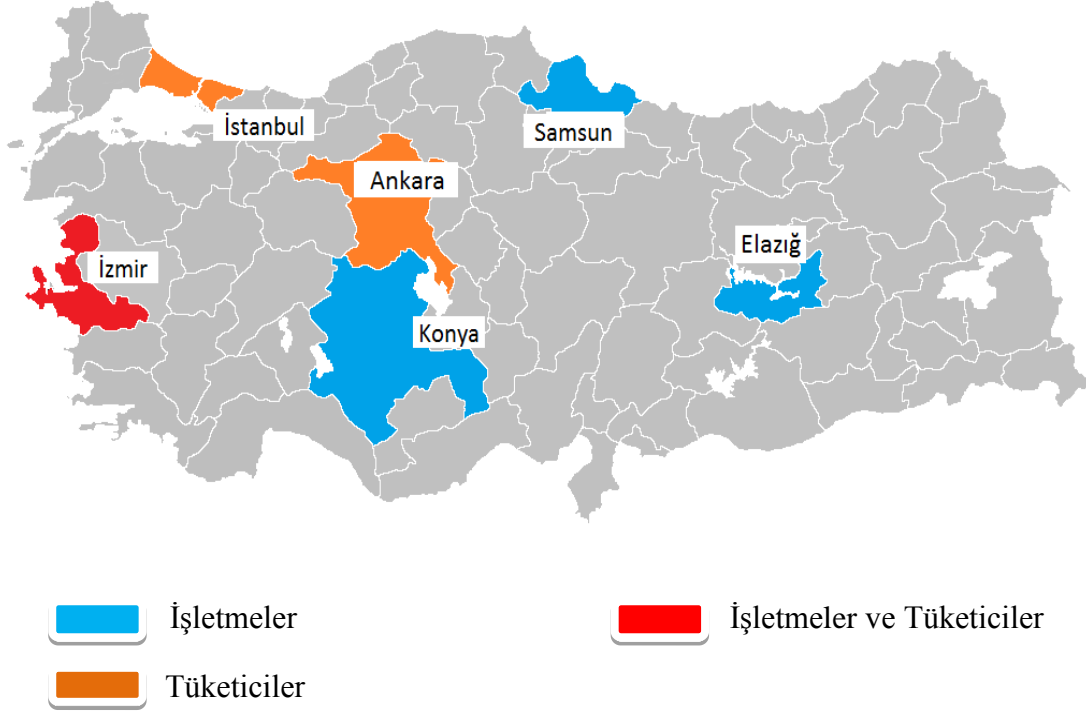 İstanbul
Samsun
Ankara
Elazığ
İzmir
Konya
İşletmeler
İşletmeler ve Tüketiciler
Tüketiciler